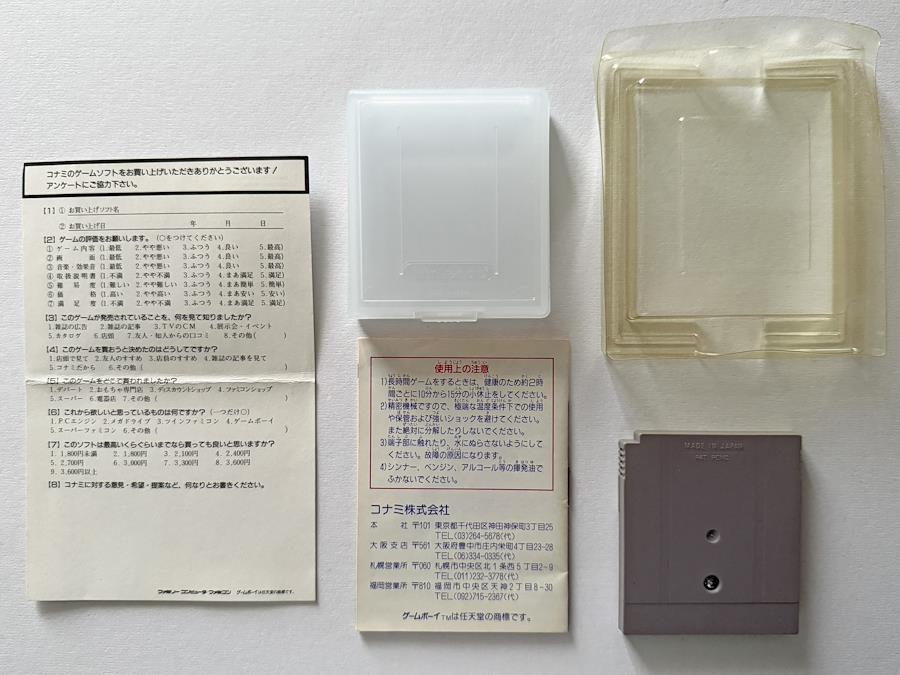 コナミのゲームソフトをお買い上げいただきありがとうございます!
アンケートにご協力下さい。
【1】① お買い上げソフト名
② お買い上げ日 年 月 日
【2】ゲームの評価をお願いします。(○をつけてください)
① ゲーム内容(1.最低 2.やや悪い 3.ふつう 4.良い 5.最高)
② 画 面(1.最低 2.やや悪い 3.ふつう 4.良い 5.最高)
③ 音楽・効果音(1.最低 2.やや悪い 3.ふつう 4.良い 5.最高)
④ 取扱説明書(1.不満 2.やや不満 3.ふつう 4.まあ満足 5.満足)
⑤ 難易度(1.難しい 2.やや難しい 3.ふつう 4.まあ簡単 5.簡単)
⑥ 価 格(1.高い 2.やや高い 3.ふつう 4.まあ安い 5.安い)
⑦ 満足度(1.不満 2.やや不満 3.ふつう 4.まあ満足 5.満足)
【3】このゲームが発売されていることを、何を見て知りましたか?
1.雑誌の広告 2.雑誌の記事 3.TVのCM 4.展示会・イベント
5.カタログ 6.店頭 7.友人・知人からの口コミ 8.その他( )
【4】このゲームを買おうと決めたのはどうしてですか?
1.店頭で見て 2.友人のすすめ 3.店員のすすめ 4.雑誌の記事を見て
5.コナミだから 6.その他( )
【5】このゲームをどこで買われましたか?
1.デパート 2.おもちゃ専門店 3.ディスカウントショップ 4.ファミコンショップ
5.スーパー 6.電器店 7.その他( )
【6】これから欲しいと思っているものは何ですか?(一つだけ○)
1.PCエンジン 2.メガドライブ 3.ツインファミコン 4.ゲームボーイ
5.スーパーファミコン 6.その他( )
【7】このソフトは最高いくらぐらいまでなら買っても良いと思いますか?
1. 1,800円未満 2. 1,800円 3. 2,100円 4. 2,400円
5. 2,700円 6. 3,000円 7. 3,300円 8. 3,600円
9. 3,600円以上
【8】コナミに対する意見・希望・提案など、何なりとお書きください。
ファミリーコンピュータ・ファミコン ゲームボーイは任天堂の商標です。
使用上の注意
1)長時間ゲームをするときは、健康のため約2時
間ごとに10分から15分の小休止をしてください。
2)精密機械ですので、極端な温度条件下での使用
や保管および強いショックを避けてください。
また絶対に分解したりしないでください。
3)端子部に触れたり、水にぬらさないようにして
ください。故障の原因になります。
4)シンナー、ベンジン、アルコール等の揮発油で
ふかないでください。
コナミ株式会社
本 社 〒101 東京都千代田区神田神保町3丁目25
TEL.(03)264-5678(代)
大阪支店 〒561 大阪府豊中市庄内栄町4丁目23-28
TEL.(06)334-0335(代)
札幌営業所 〒060 札幌市中央区北1条西5丁目2-9
TEL.(011)232-3778(代)
福岡営業所 〒810 福岡市中央区天神2丁目8-30
TEL.(092)715-2367(代)
ゲームボーイTMは任天堂の商標です。
MADE IN JAPAN
PAT. PEND